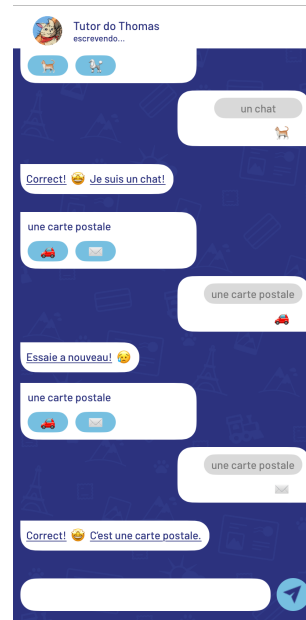 Tutor do Thomas
escrevendo...
un chat
Correct! 🤩 Je suis un chat!
une carte postale
une carte postale
Essaie a nouveau! 😥
une carte postale
une carte postale
Correct! 🤩 C'est une carte postale.